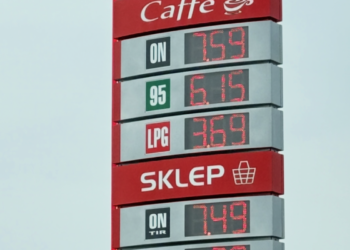 Caffe
ON 7.59
95 6.15
LPG 3.69
SKLEP
ON TIR 7.49